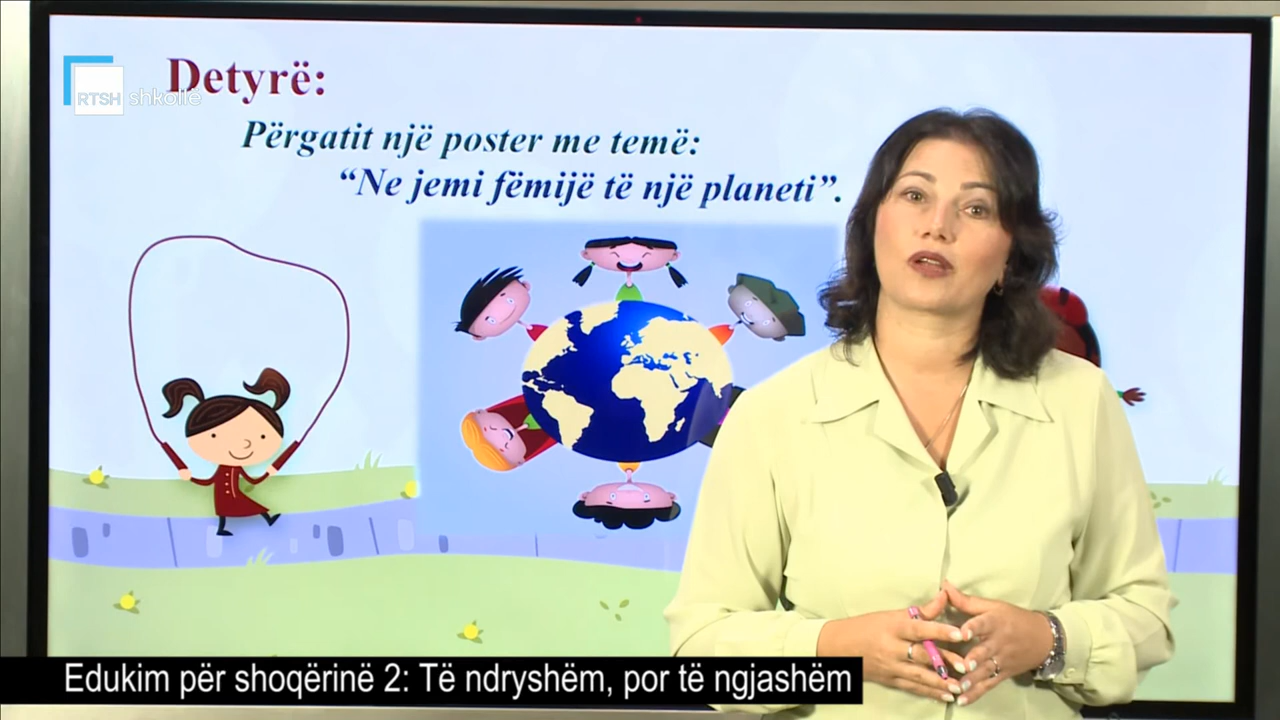 Detyrë:
RTSH shkollë
Përgatit një poster me temë:
“Ne jemi fëmijë të një planeti”.
Edukim për shoqërinë 2: Të ndryshëm, por të ngjashëm